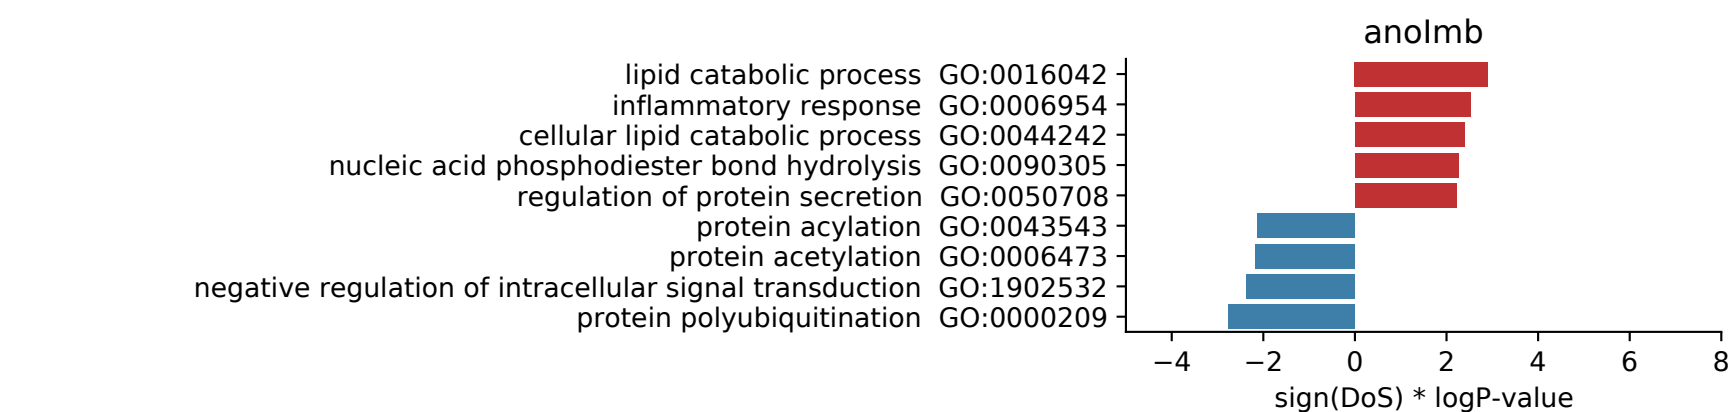 anoImb
lipid catabolic process GO:0016042
inflammatory response GO:0006954
cellular lipid catabolic process GO:0044242
nucleic acid phosphodiester bond hydrolysis GO:0090305
regulation of protein secretion GO:0050708
protein acylation GO:0043543
protein acetylation GO:0006473
negative regulation of intracellular signal transduction GO:1902532
protein polyubiquitination GO:0000209
−4 −2 0 2 4 6 8
sign(DoS) * logP-value